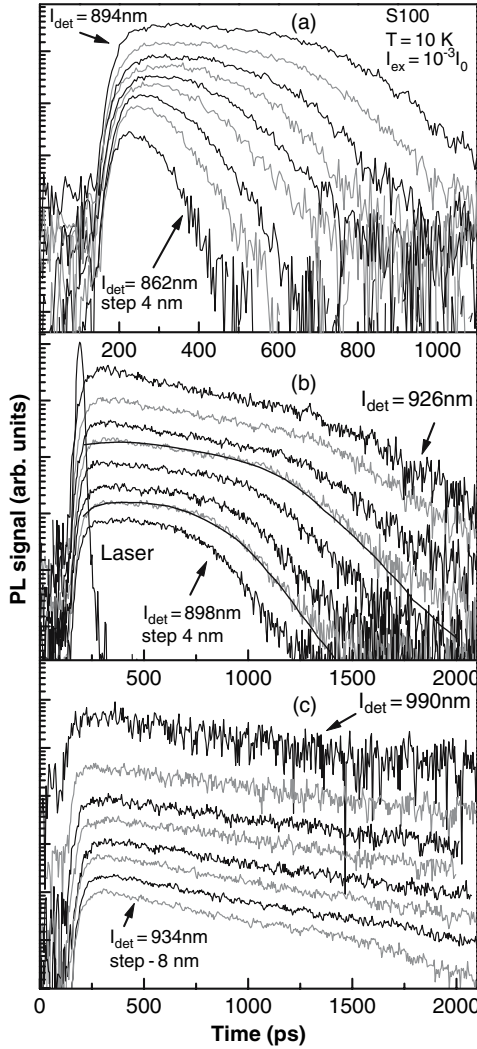 (a)
S100
T = 10 K
I_ex = 10⁻³I₀
I_det = 894nm
I_det = 862nm
step 4 nm
200 400 600 800 1000
(b)
I_det = 926nm
Laser
I_det = 898nm
step 4 nm
PL signal (arb. units)
500 1000 1500 2000
(c)
I_det = 990nm
I_det = 934nm
step - 8 nm
0 500 1000 1500 2000
Time (ps)